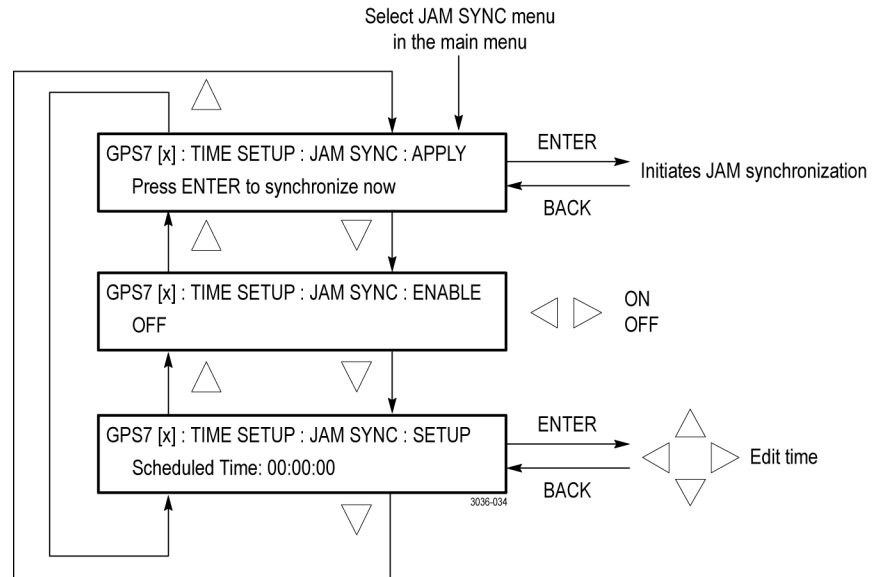 Select JAM SYNC menu
in the main menu
GPS7 [x] : TIME SETUP : JAM SYNC : APPLY
Press ENTER to synchronize now
ENTER
BACK
Initiates JAM synchronization
GPS7 [x] : TIME SETUP : JAM SYNC : ENABLE
OFF
ON
OFF
GPS7 [x] : TIME SETUP : JAM SYNC : SETUP
Scheduled Time: 00:00:00
ENTER
BACK
Edit time
3036-034